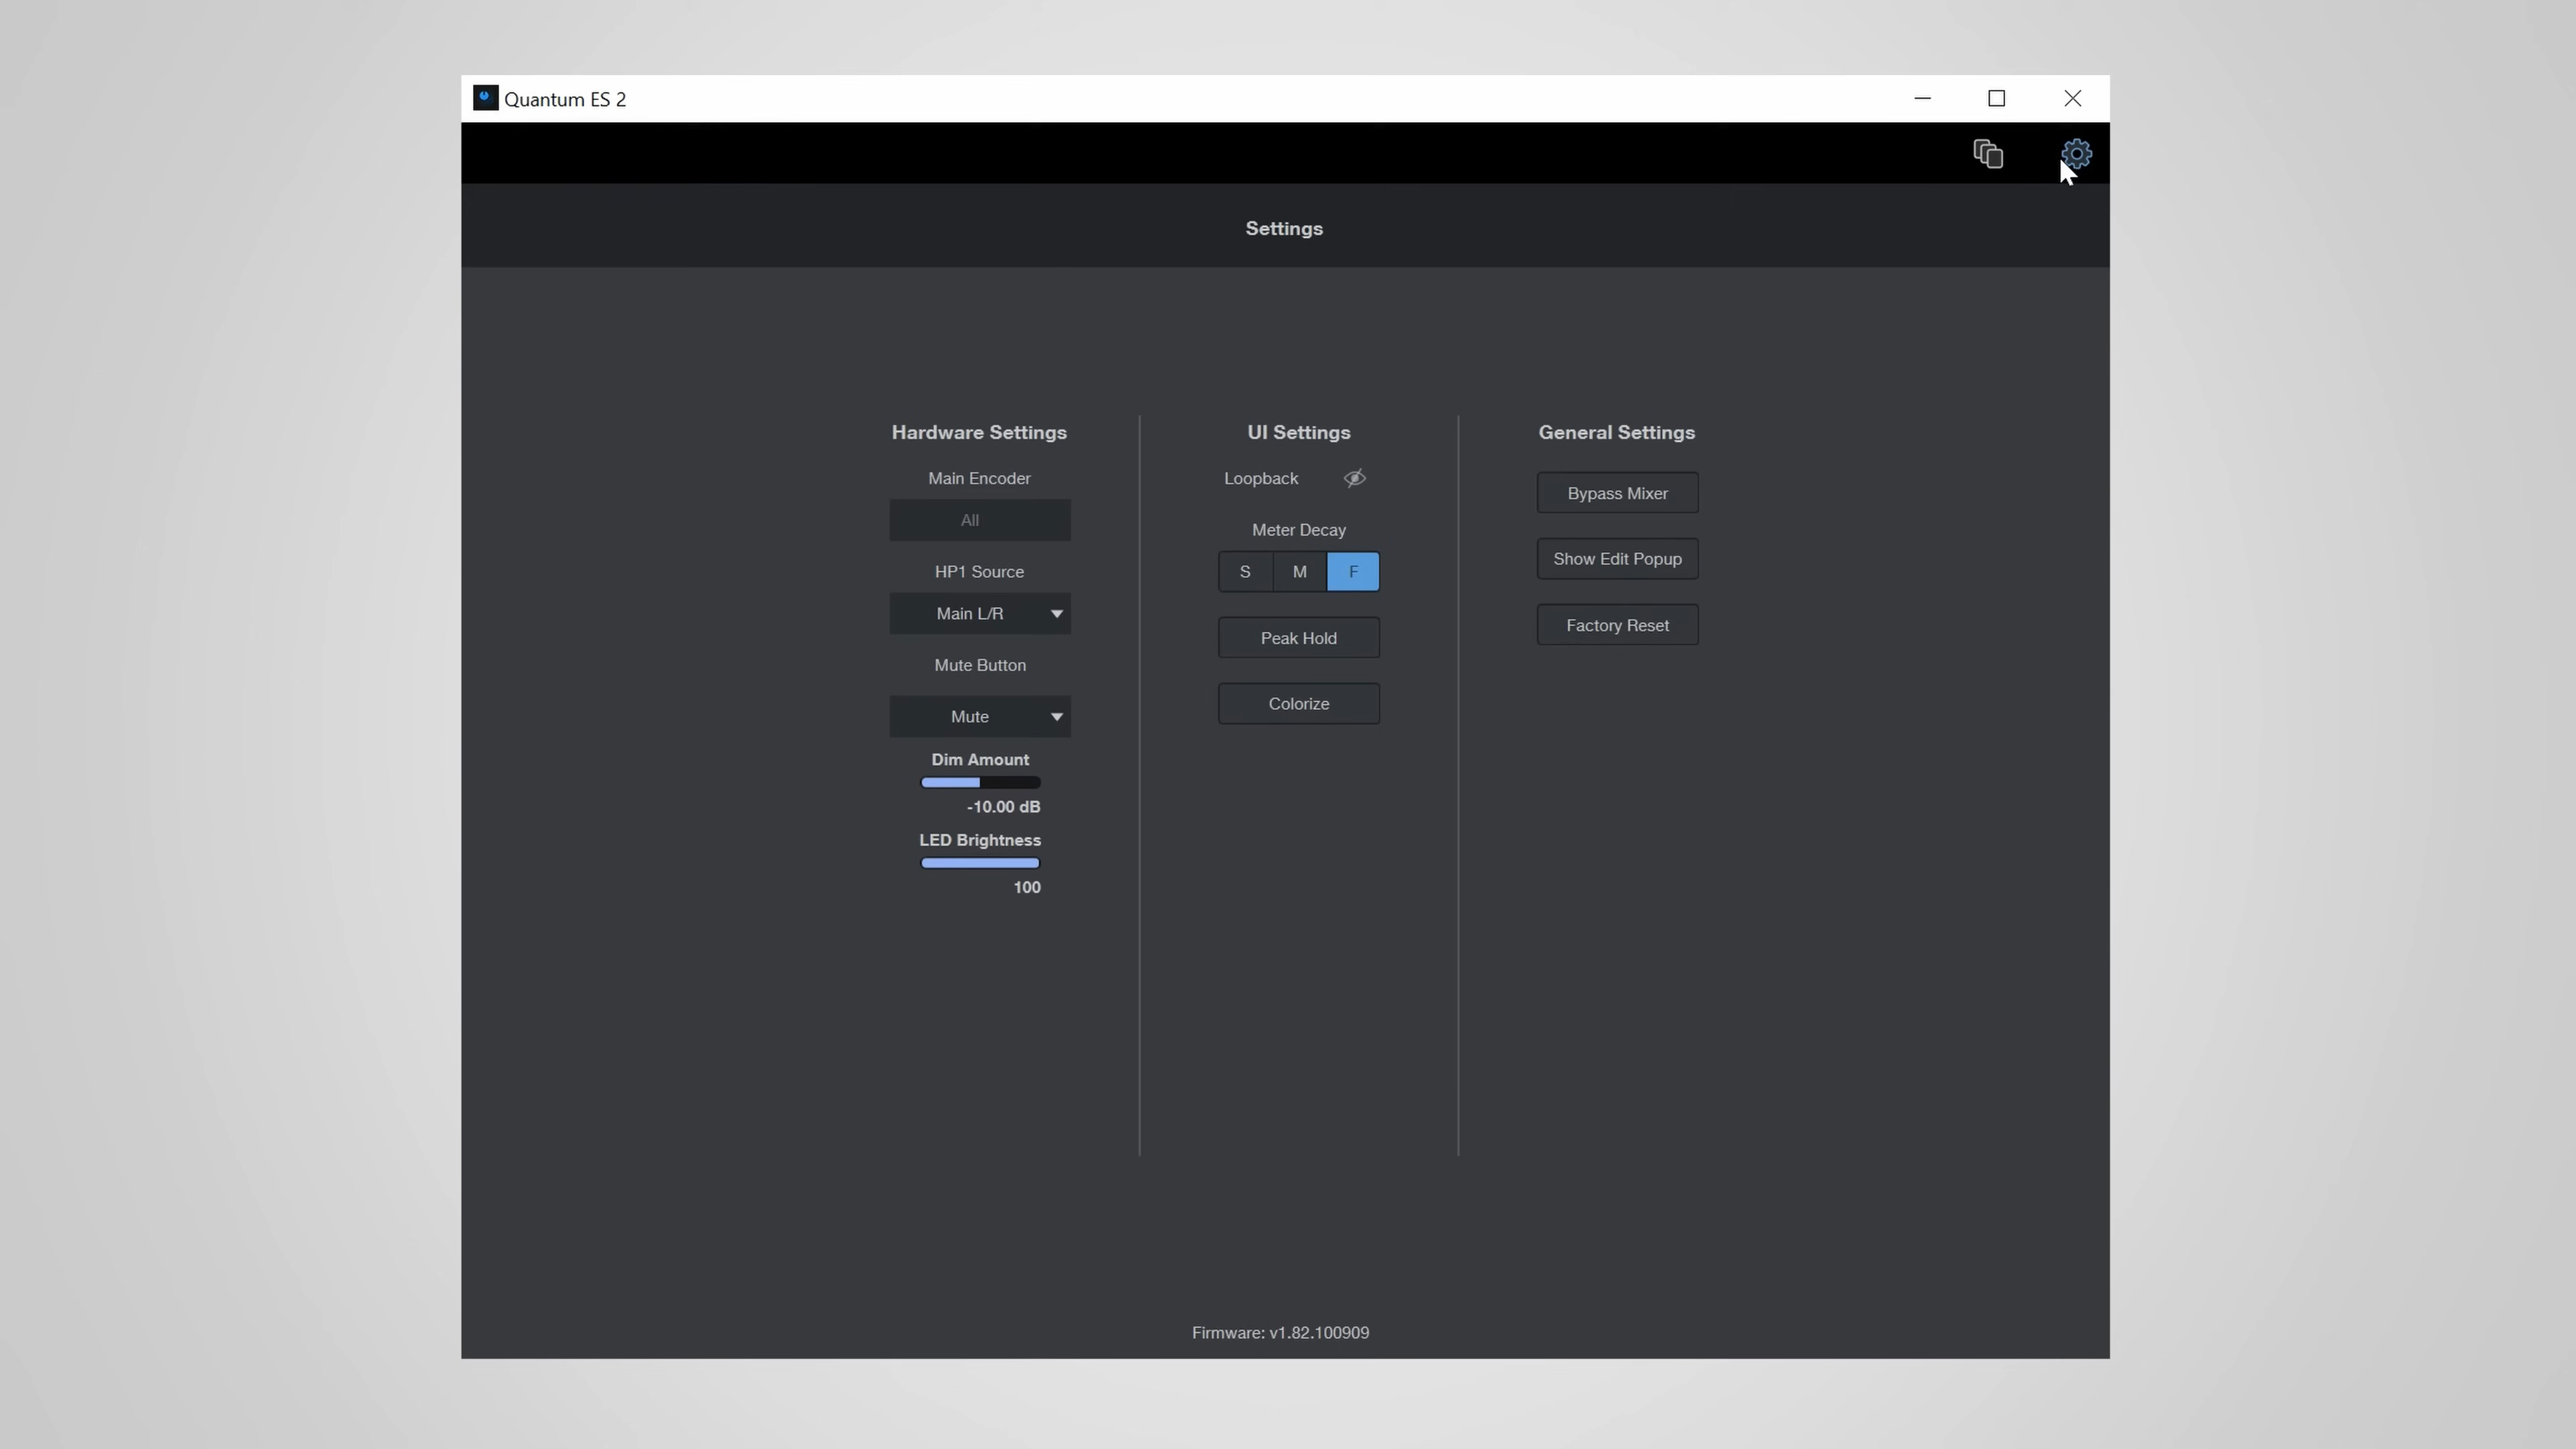 Quantum ES 2
Settings
Hardware Settings
Main Encoder
All
HP1 Source
Main L/R
Mute Button
Mute
Dim Amount
-10.00 dB
LED Brightness
100
UI Settings
Loopback
Meter Decay
S M F
Peak Hold
Colorize
General Settings
Bypass Mixer
Show Edit Popup
Factory Reset
Firmware: v1.82.100909